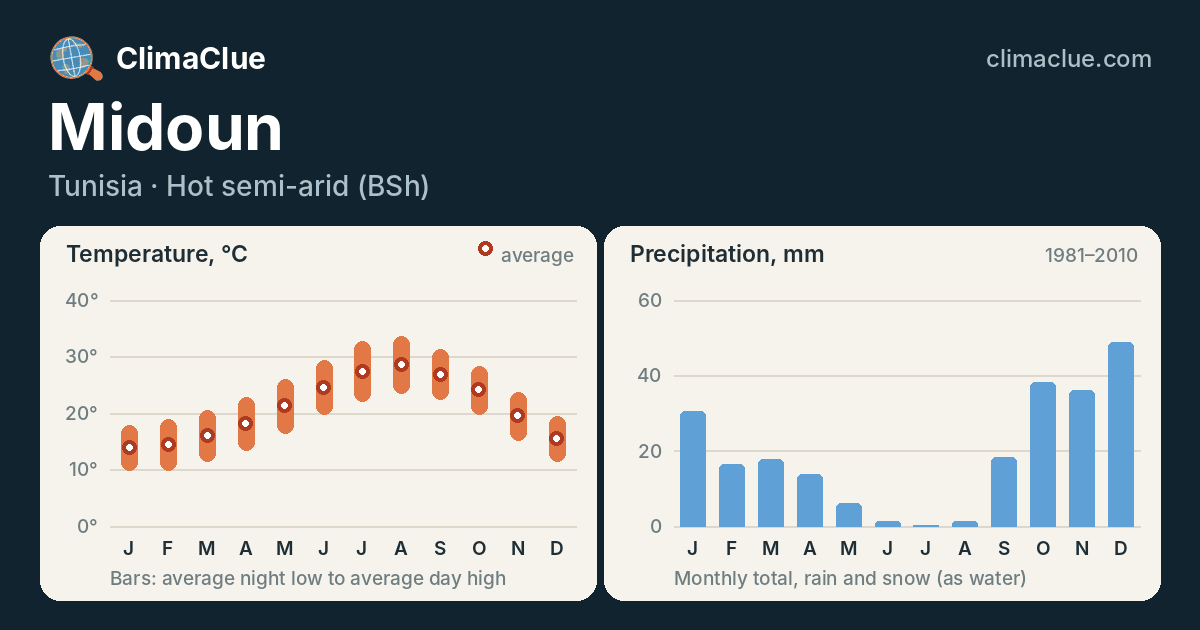 ClimaClue
climaclue.com
Midoun
Tunisia · Hot semi-arid (BSh)
Temperature, °C
average
40°
30°
20°
10°
0°
J F M A M J J A S O N D
Bars: average night low to average day high
Precipitation, mm
1981–2010
60
40
20
0
J F M A M J J A S O N D
Monthly total, rain and snow (as water)